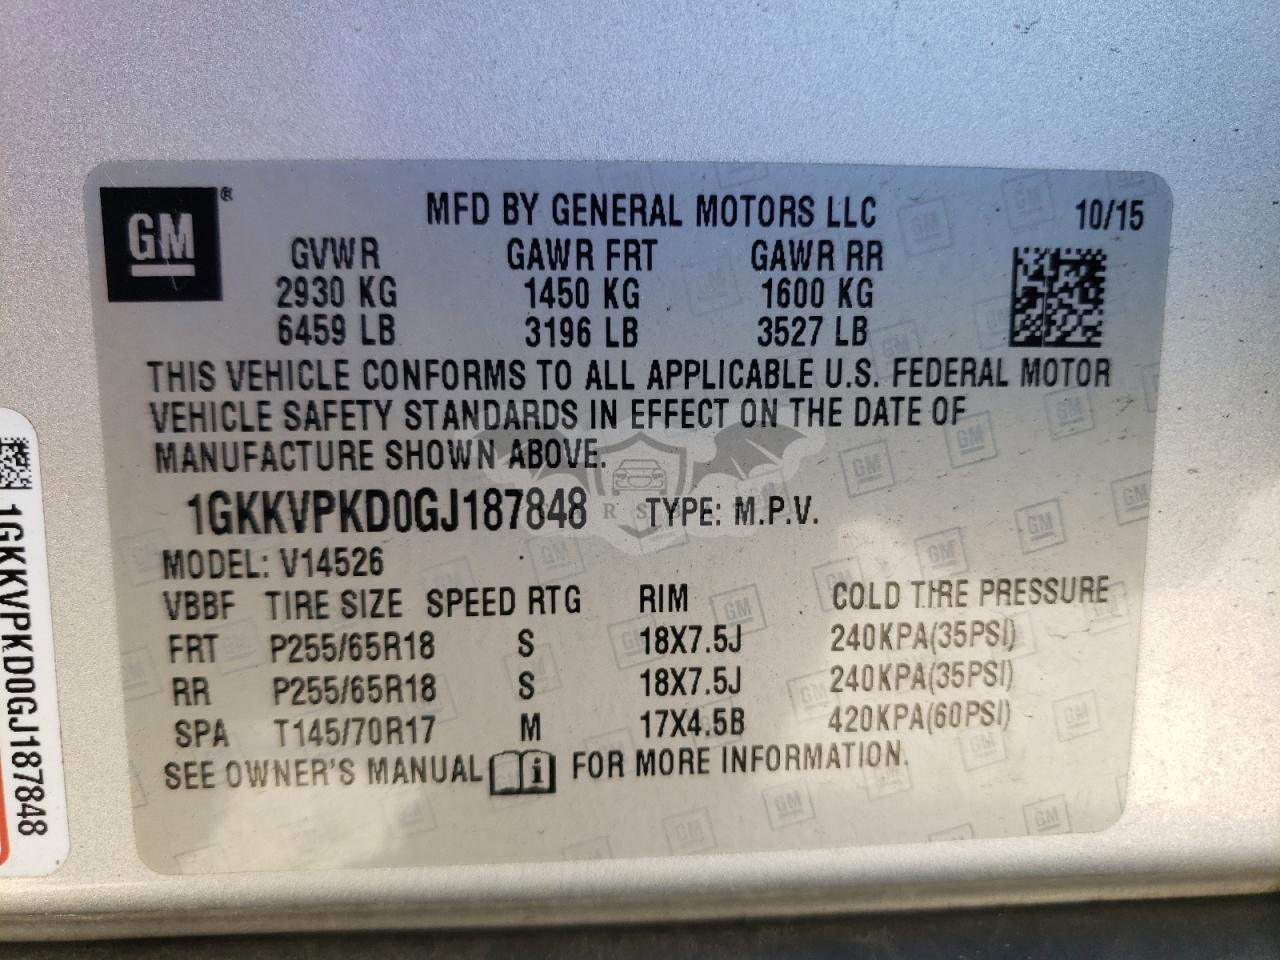 GM ®
MFD BY GENERAL MOTORS LLC 10/15
GVWR GAWR FRT GAWR RR
2930 KG 1450 KG 1600 KG
6459 LB 3196 LB 3527 LB
THIS VEHICLE CONFORMS TO ALL APPLICABLE U.S. FEDERAL MOTOR
VEHICLE SAFETY STANDARDS IN EFFECT ON THE DATE OF
MANUFACTURE SHOWN ABOVE.
1GKKVPKD0GJ187848 TYPE: M.P.V.
MODEL: V14526
VBBF TIRE SIZE SPEED RTG RIM COLD TIRE PRESSURE
FRT P255/65R18 S 18X7.5J 240KPA(35PSI)
RR P255/65R18 S 18X7.5J 240KPA(35PSI)
SPA T145/70R17 M 17X4.5B 420KPA(60PSI)
SEE OWNER'S MANUAL i FOR MORE INFORMATION.
1GKKVPKD0GJ187848